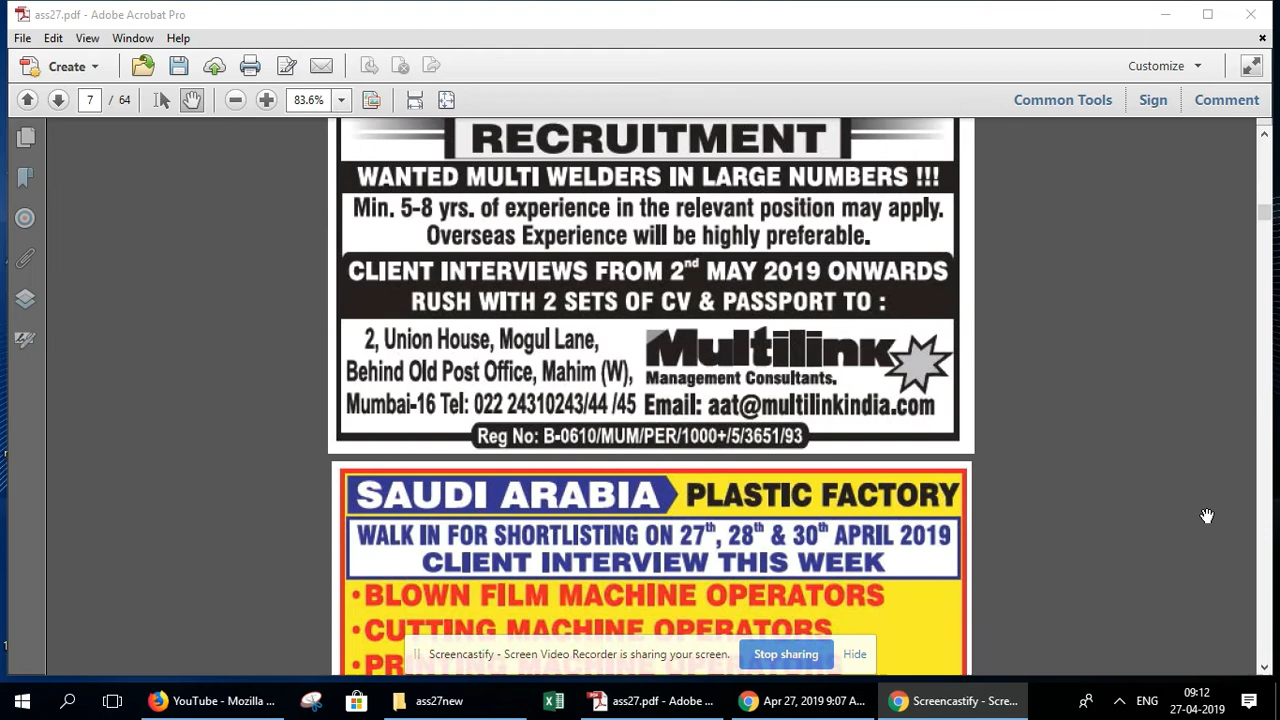 ass27.pdf - Adobe Acrobat Pro
File Edit View Window Help
Create
Customize
7 / 64
83.6%
Common Tools
Sign
Comment
RECRUITMENT
WANTED MULTI WELDERS IN LARGE NUMBERS !!!
Min. 5-8 yrs. of experience in the relevant position may apply.
Overseas Experience will be highly preferable.
CLIENT INTERVIEWS FROM 2nd MAY 2019 ONWARDS
RUSH WITH 2 SETS OF CV & PASSPORT TO :
2, Union House, Mogul Lane,
Behind Old Post Office, Mahim (W),
Mumbai-16 Tel: 022 24310243/44 /45
Multilink
Management Consultants.
Email: aat@multilinkindia.com
Reg No: B-0610/MUM/PER/1000+/5/3651/93
SAUDI ARABIA PLASTIC FACTORY
WALK IN FOR SHORTLISTING ON 27th, 28th & 30th APRIL 2019
CLIENT INTERVIEW THIS WEEK
•BLOWN FILM MACHINE OPERATORS
•CUTTING MACHINE OPERATORS
Screencastify - Screen Video Recorder is sharing your screen.
Stop sharing
Hide
YouTube - Mozilla ...
ass27new
ass27.pdf - Adobe ...
Apr 27, 2019 9:07 A...
Screencastify - Scre...
ENG
09:12
27-04-2019